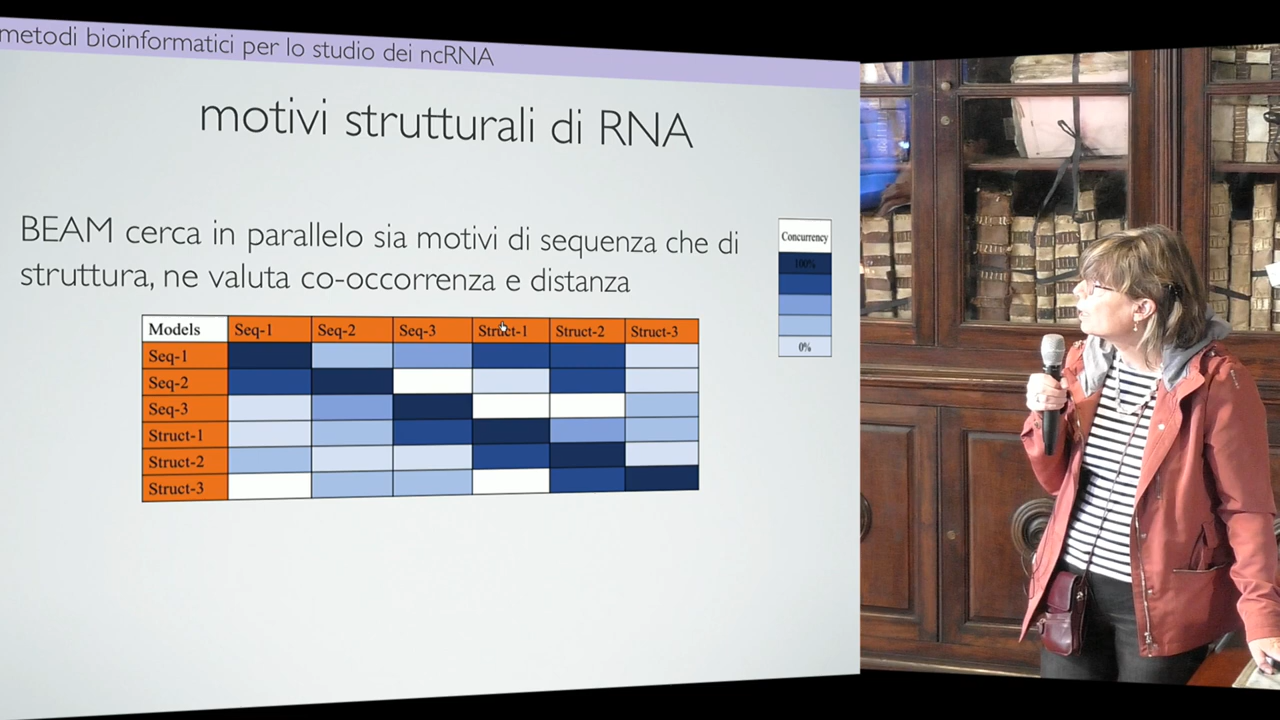 metodi bioinformatici per lo studio dei ncRNA
motivi strutturali di RNA
BEAM cerca in parallelo sia motivi di sequenza che di
struttura, ne valuta co-occorrenza e distanza
Concurrency
100%
0%
Models Seq-1 Seq-2 Seq-3 Struct-1 Struct-2 Struct-3
Seq-1
Seq-2
Seq-3
Struct-1
Struct-2
Struct-3